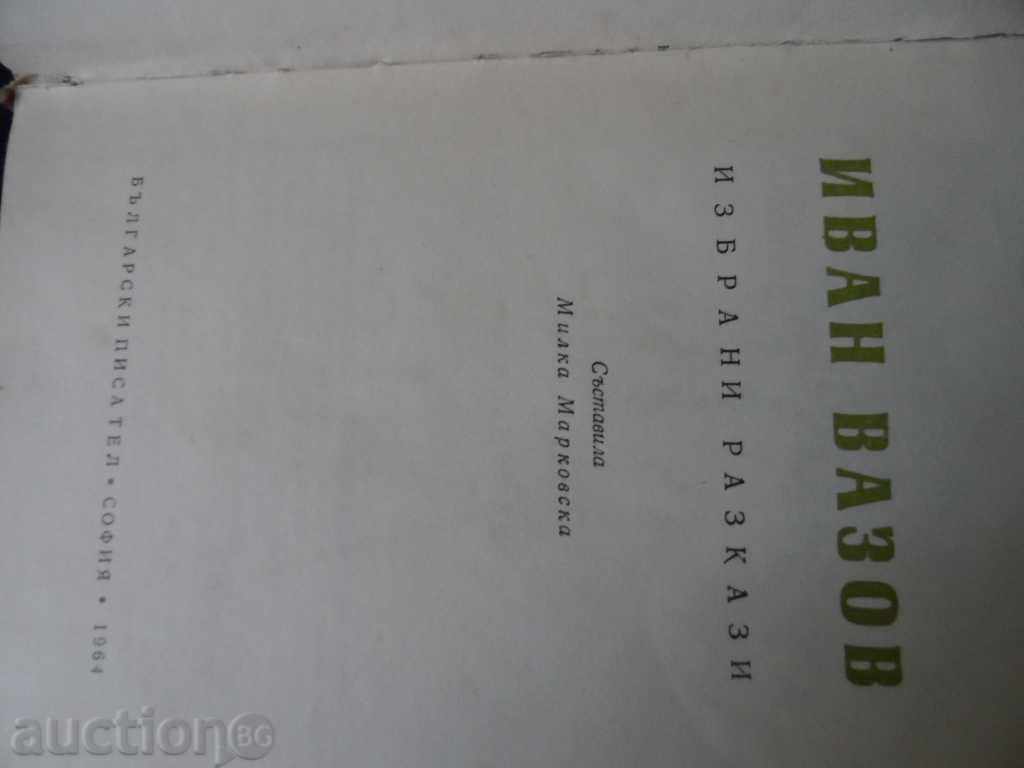 ИВАН ВАЗОВ
ИЗБРАНИ РАЗКАЗИ
Съставила
Милка Марковска
БЪЛГАРСКИ ПИСАТЕЛ • СОФИЯ • 1964
auctionBG